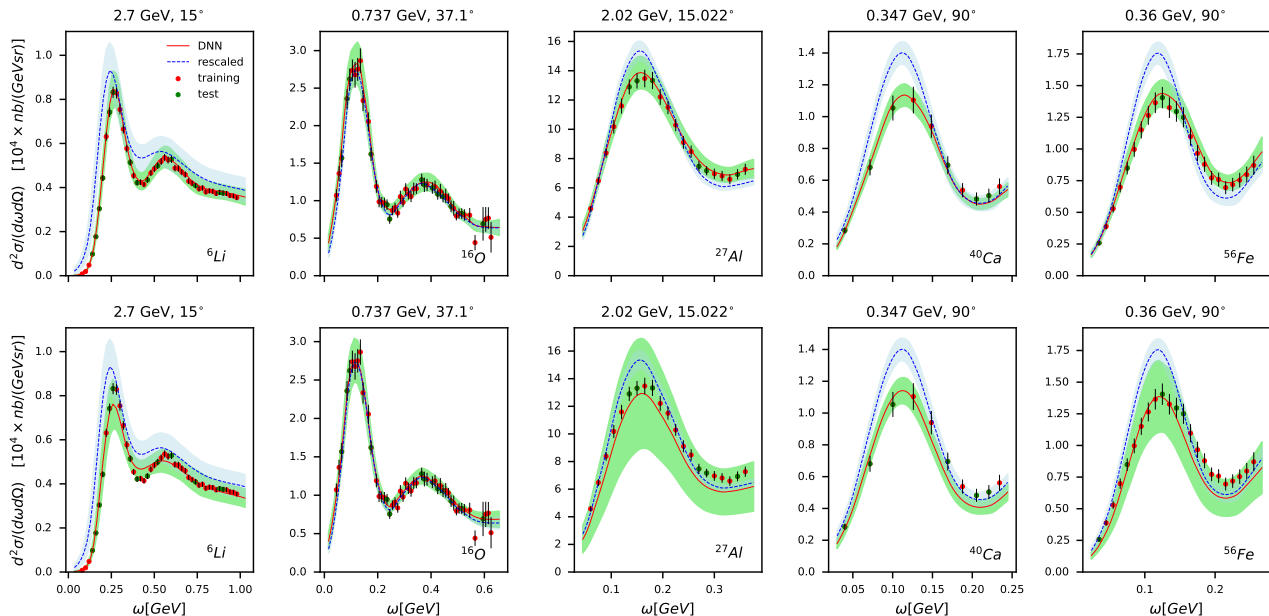 2.7 GeV, 15°
0.737 GeV, 37.1°
2.02 GeV, 15.022°
0.347 GeV, 90°
0.36 GeV, 90°
d²σ/(dωdΩ) [10⁴ × nb/(GeVsr)]
1.0
0.8
0.6
0.4
0.2
0.0
DNN
rescaled
training
test
⁶Li
3.0
2.5
2.0
1.5
1.0
0.5
0.0
¹⁶O
16
14
12
10
8
6
4
2
0
²⁷Al
1.4
1.2
1.0
0.8
0.6
0.4
0.2
0.0
⁴⁰Ca
1.75
1.50
1.25
1.00
0.75
0.50
0.25
0.00
⁵⁶Fe
2.7 GeV, 15°
0.737 GeV, 37.1°
2.02 GeV, 15.022°
0.347 GeV, 90°
0.36 GeV, 90°
d²σ/(dωdΩ) [10⁴ × nb/(GeVsr)]
1.0
0.8
0.6
0.4
0.2
0.0
⁶Li
0.00 0.25 0.50 0.75 1.00
ω[GeV]
3.0
2.5
2.0
1.5
1.0
0.5
0.0
¹⁶O
0.0 0.2 0.4 0.6
ω[GeV]
16
14
12
10
8
6
4
2
0
²⁷Al
0.1 0.2 0.3
ω[GeV]
1.4
1.2
1.0
0.8
0.6
0.4
0.2
0.0
⁴⁰Ca
0.05 0.10 0.15 0.20 0.25
ω[GeV]
1.75
1.50
1.25
1.00
0.75
0.50
0.25
0.00
⁵⁶Fe
0.1 0.2
ω[GeV]